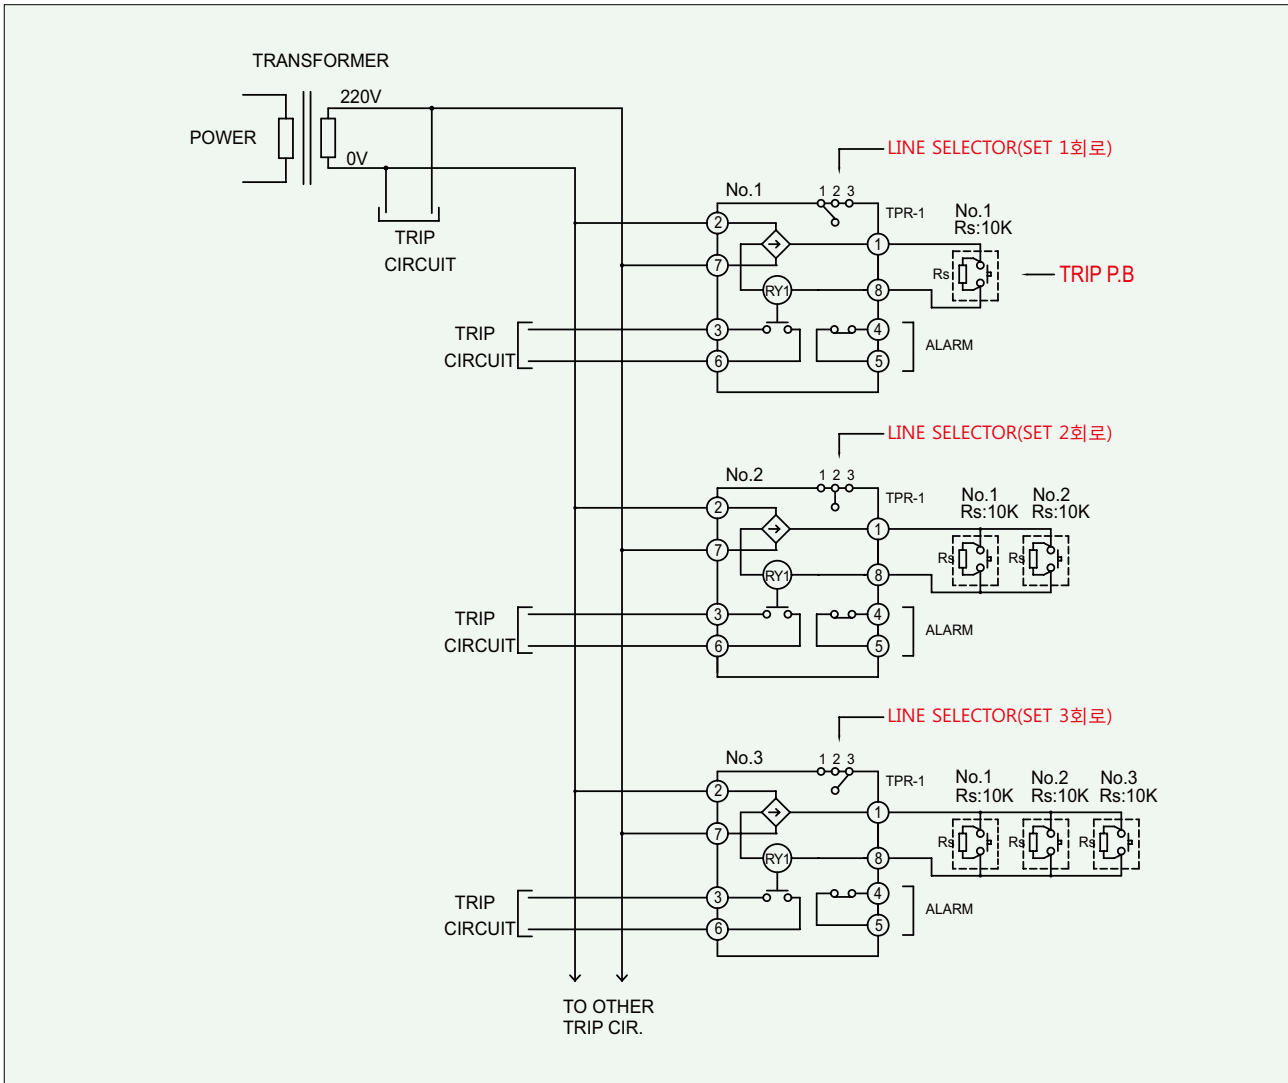 TRANSFORMER
220V
POWER
0V
TRIP
CIRCUIT
LINE SELECTOR(SET 1회로)
No.1
1 2 3
TPR-1
No.1
Rs:10K
2
1
7
Rs
TRIP P.B
RY1
8
TRIP
CIRCUIT
3
4
6
5
ALARM
LINE SELECTOR(SET 2회로)
No.2
1 2 3
TPR-1
No.1
Rs:10K
No.2
Rs:10K
2
1
7
Rs
Rs
RY1
8
TRIP
CIRCUIT
3
4
6
5
ALARM
LINE SELECTOR(SET 3회로)
No.3
1 2 3
TPR-1
No.1
Rs:10K
No.2
Rs:10K
No.3
Rs:10K
2
1
7
Rs
Rs
Rs
RY1
8
TRIP
CIRCUIT
3
4
6
5
ALARM
TO OTHER
TRIP CIR.